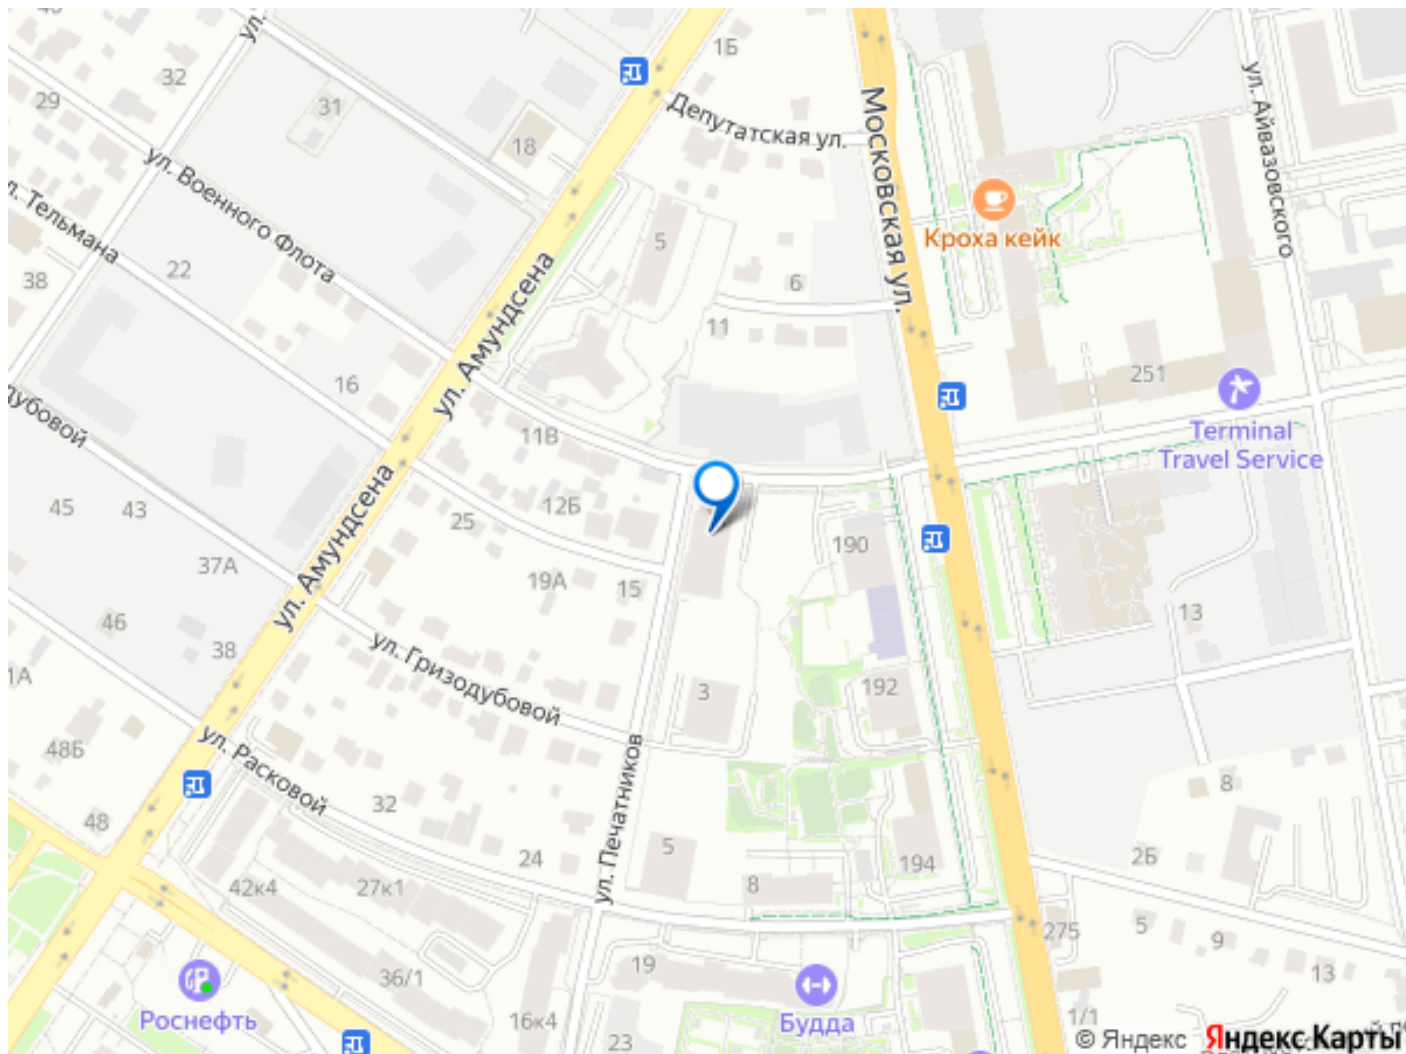 ул.
1Б
32
29
31
18
Депутатская ул.
Московская ул.
ул. Айвазовского
ул. Военного Флота
Кроха кейк
5
ул. Тельмана
22
38
6
11
ул. Амундсена
16
251
Terminal
Travel Service
11В
12Б
45
43
25
190
37А
19А
15
ул. Амундсена
46
13
38
ул. Гризодубовой
1А
3
192
48Б
ул. Расковой
ул. Печатников
32
48
8
24
5
2Б
194
42к4
27к1
8
275
5
9
36/1
19
13
Роснефть
16к4
Будда
1/1
23
© Яндекс Яндекс Карты